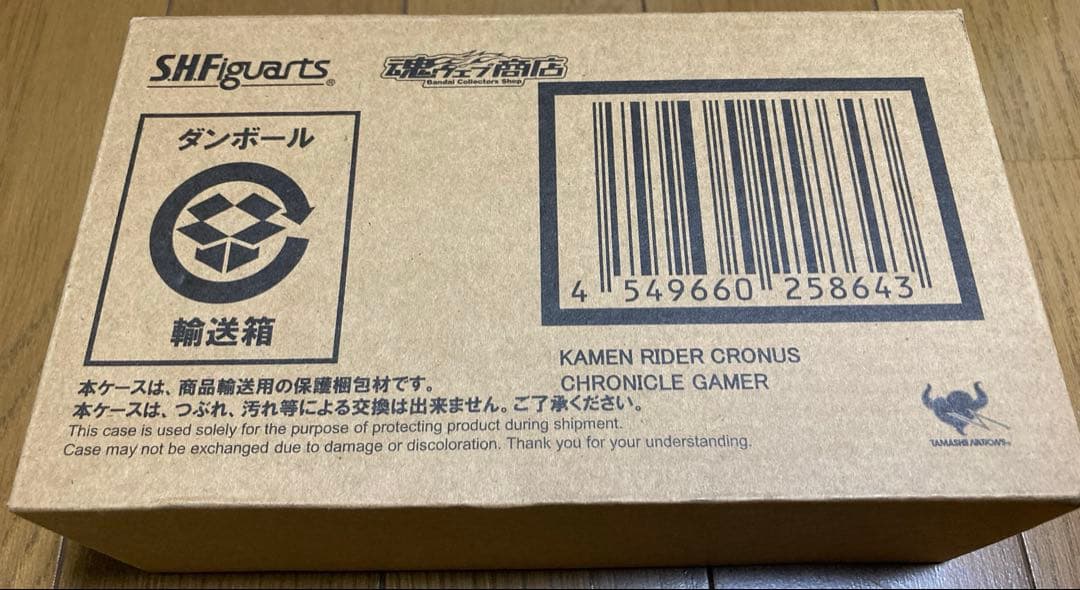 S.H.Figuarts®
魂ウェブ商店
Bandai Collectors Shop
ダンボール
輸送箱
4 549660 258643
KAMEN RIDER CRONUS
CHRONICLE GAMER
本ケースは、商品輸送用の保護梱包材です。
本ケースは、つぶれ、汚れ等による交換は出来ません。ご了承ください。
This case is used solely for the purpose of protecting product during shipment.
Case may not be exchanged due to damage or discoloration. Thank you for your understanding.
TAMASHII NATIONS